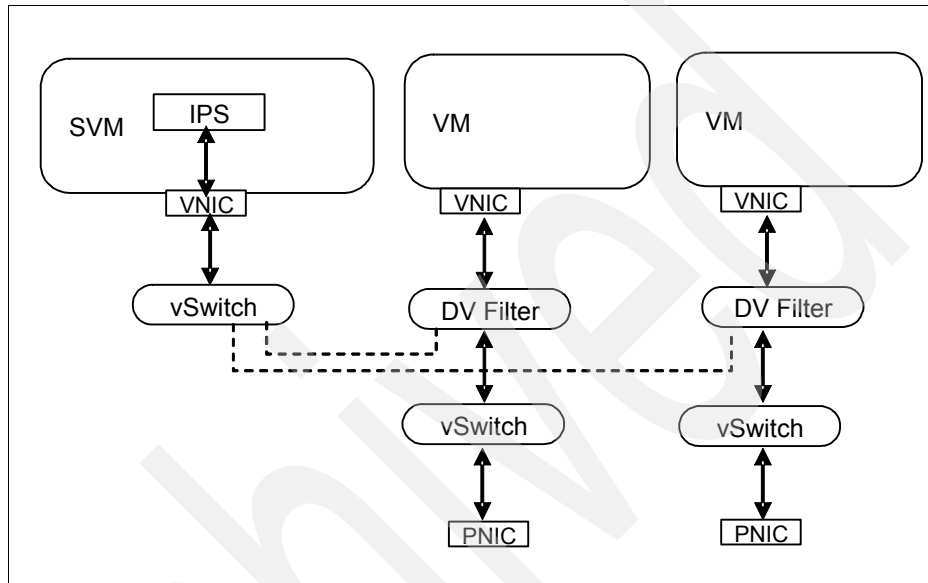 SVM
IPS
VNIC
vSwitch
VM
VNIC
DV Filter
vSwitch
PNIC
VM
VNIC
DV Filter
vSwitch
PNIC